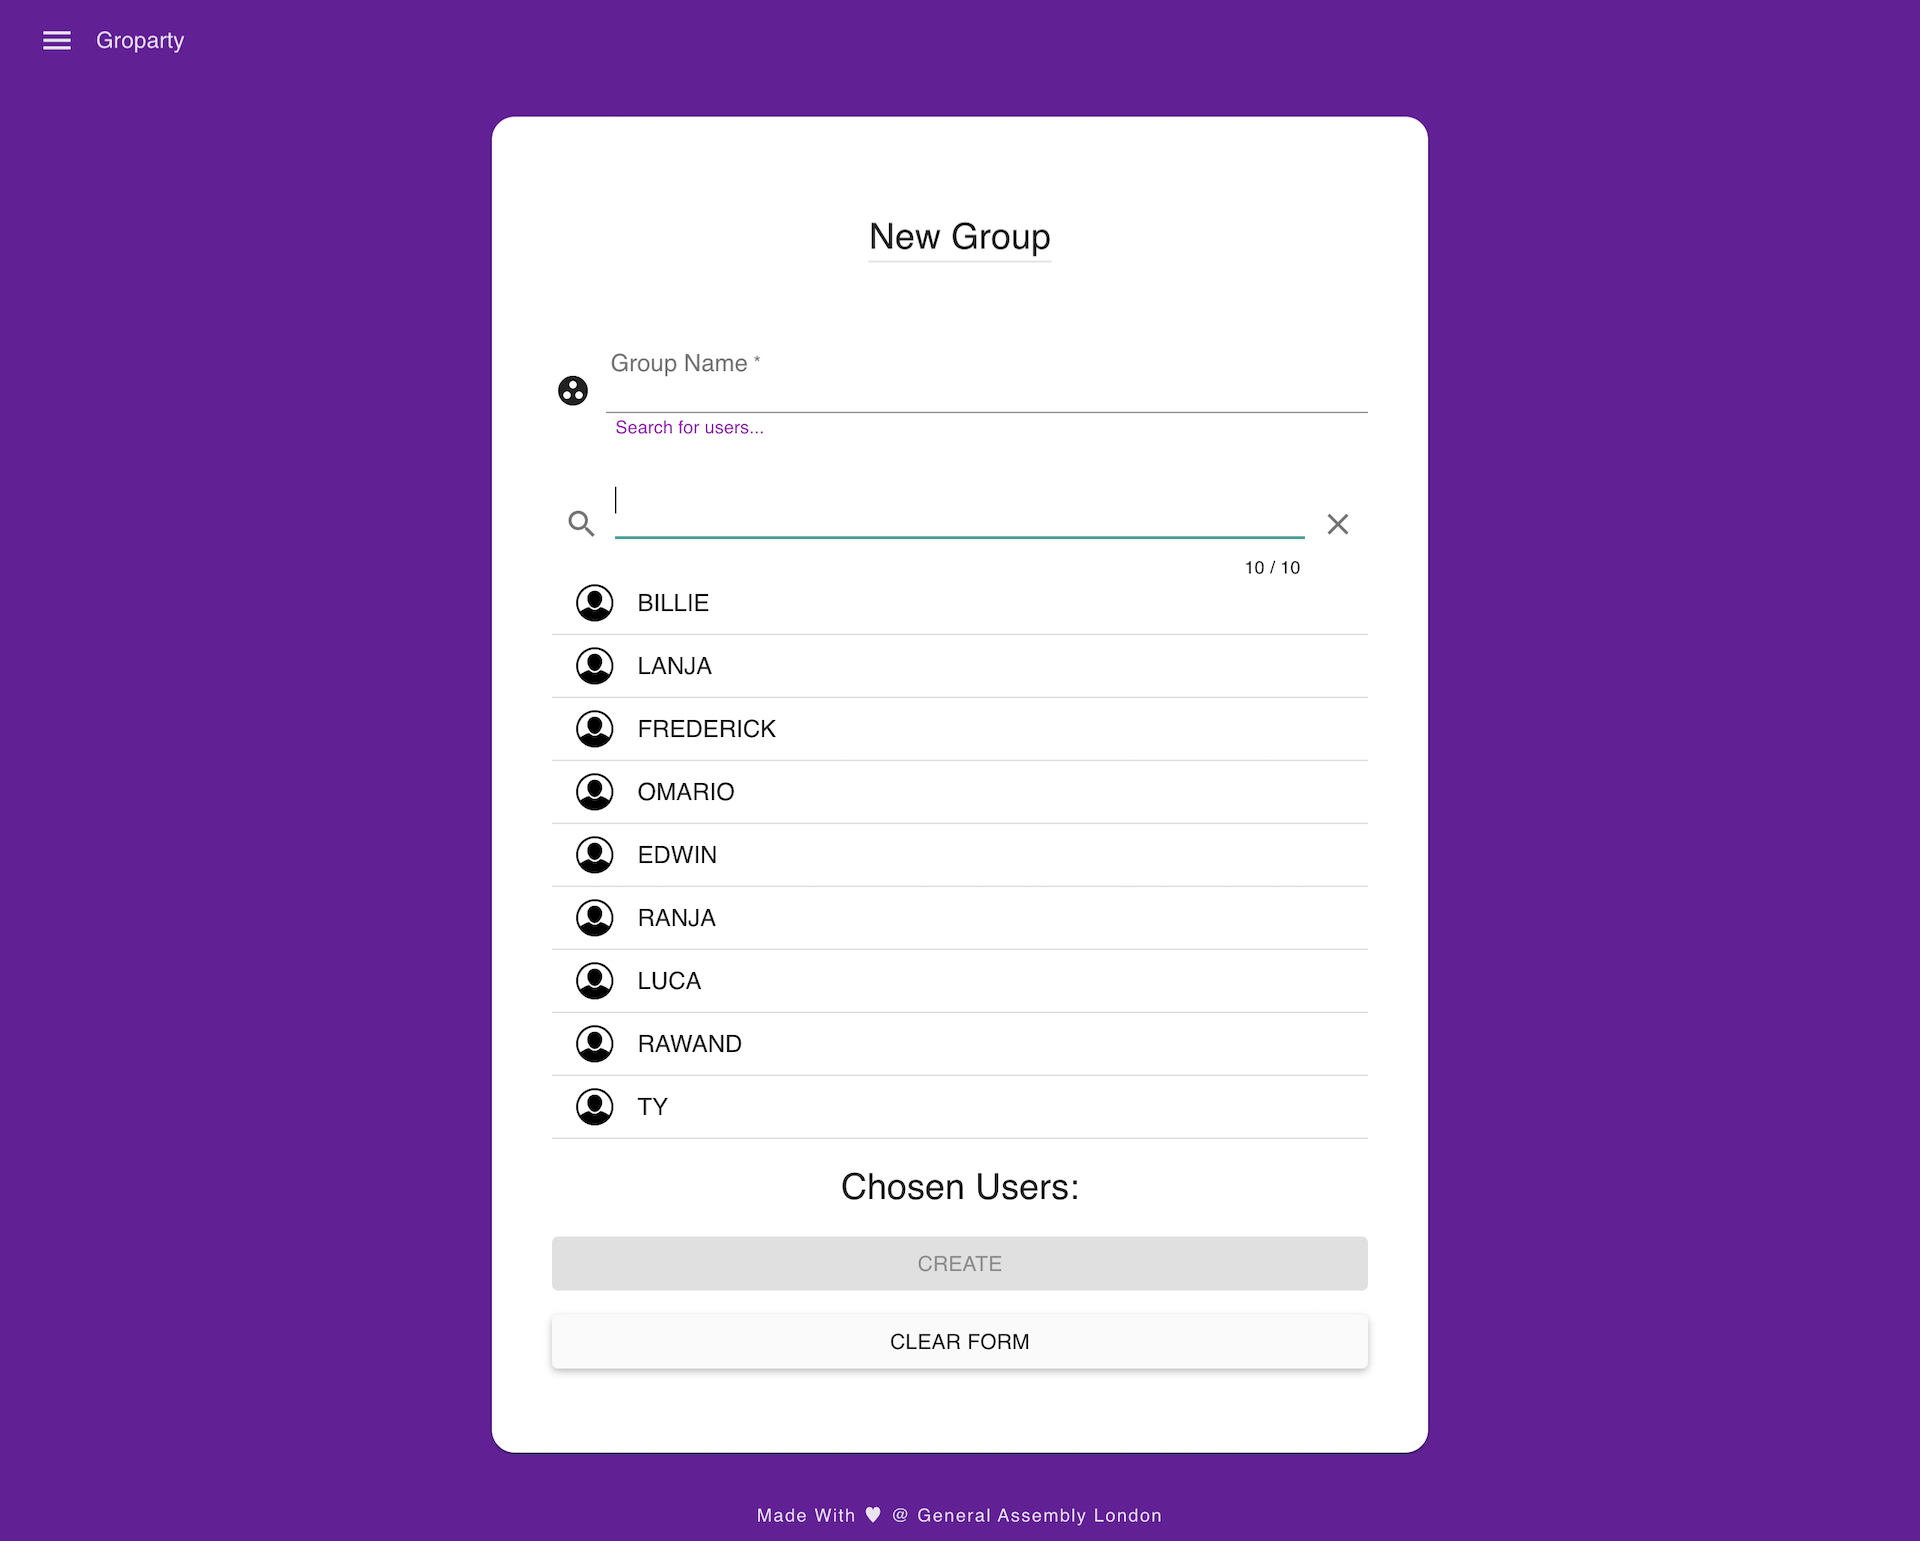 Groparty
New Group
Group Name *
Search for users...
10 / 10
BILLIE
LANJA
FREDERICK
OMARIO
EDWIN
RANJA
LUCA
RAWAND
TY
Chosen Users:
CREATE
CLEAR FORM
Made With ♥ @ General Assembly London